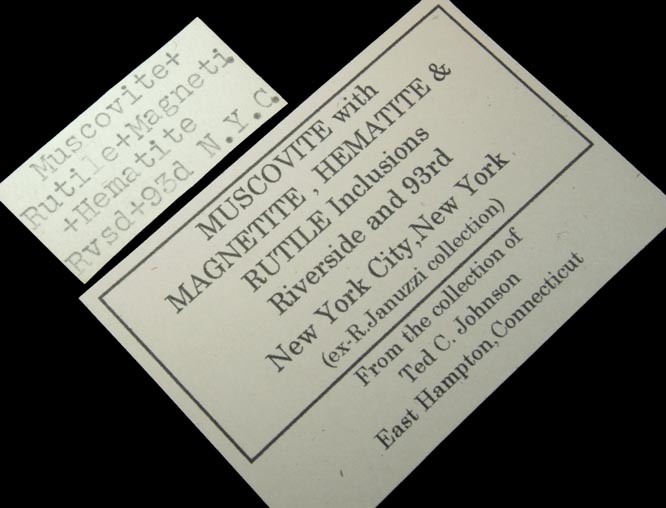 Muscovite+
Rutile+Magneti
+Hematite
Rvsd+93d N.Y.C.
MUSCOVITE with
MAGNETITE , HEMATITE &
RUTILE Inclusions
Riverside and 93rd
New York City,New York
(ex-R.Januzzi collection)
From the collection of
Ted C. Johnson
East Hampton,Connecticut